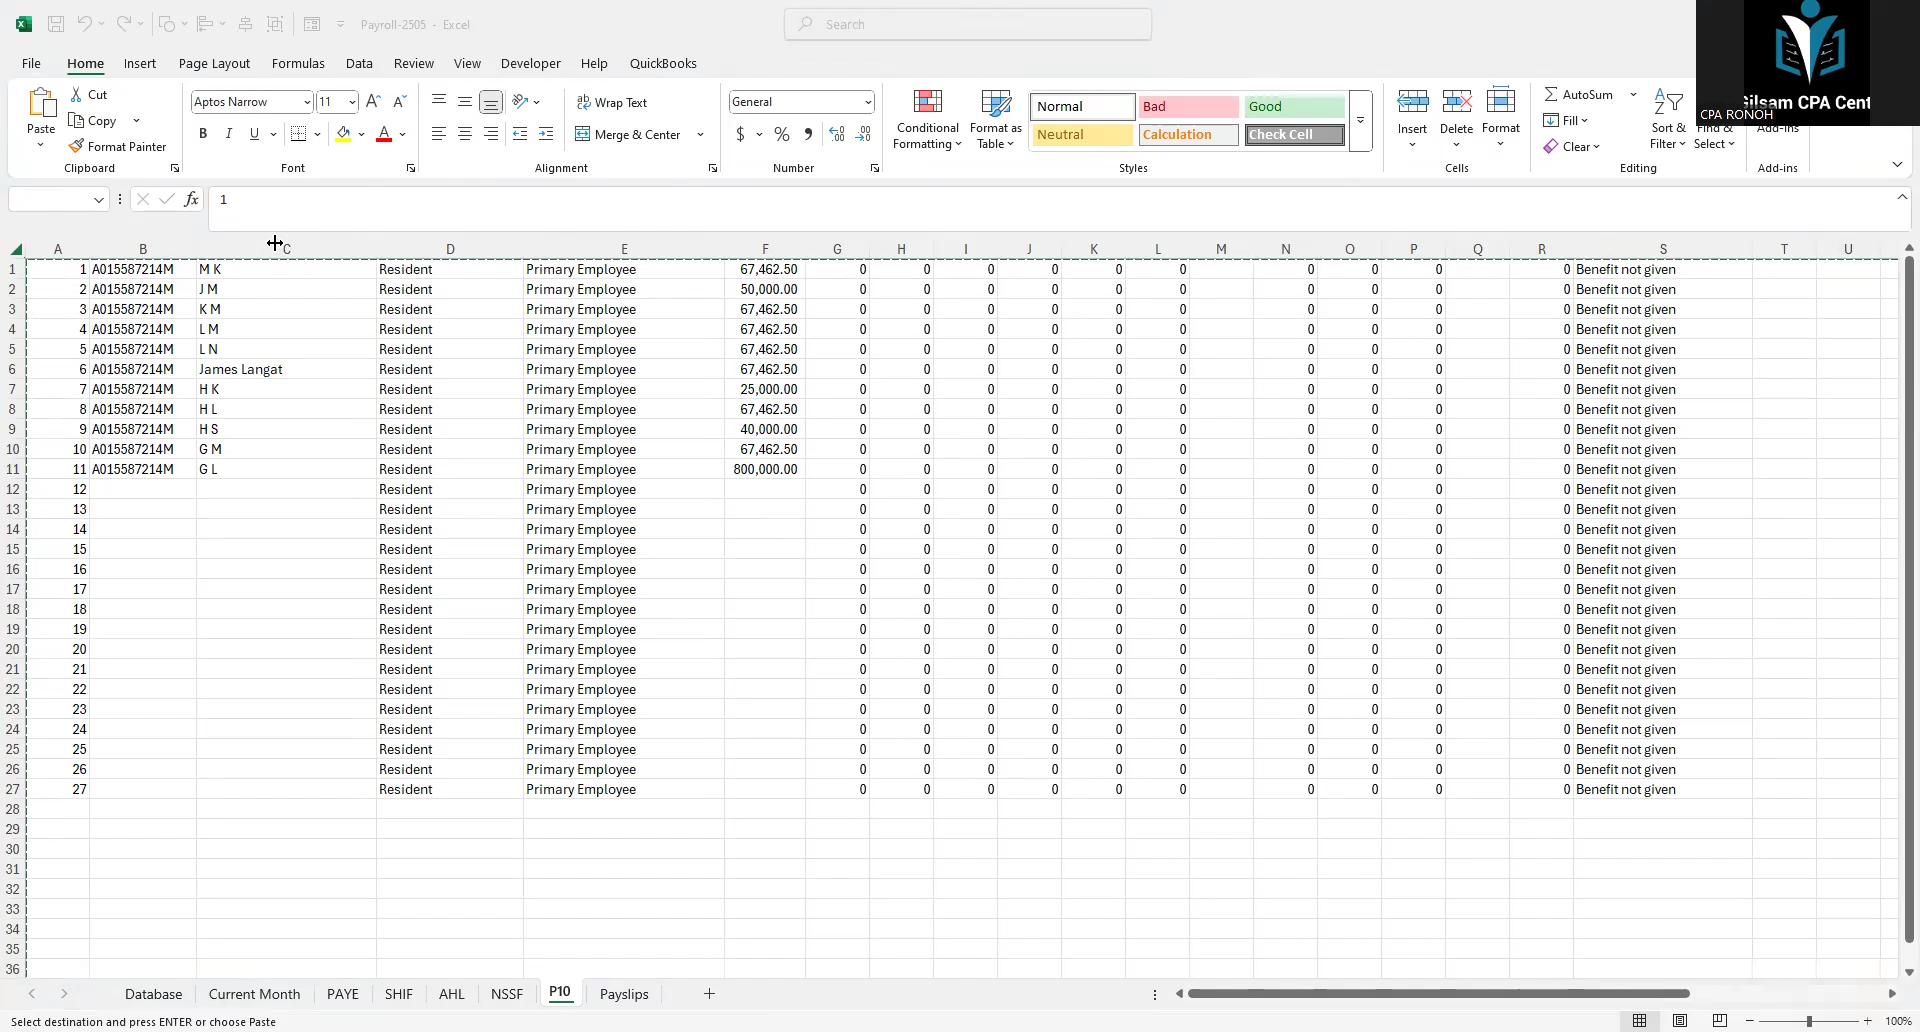 Payroll-2505 - Excel
Search
Gilsam CPA Cent
CPA RONOH
File Home Insert Page Layout Formulas Data Review View Developer Help QuickBooks
Paste
Cut
Copy
Format Painter
Clipboard
Aptos Narrow 11
B I U
Font
Wrap Text
Merge & Center
Alignment
General
$ %
Number
Conditional Formatting
Format as Table
Normal Bad Good
Neutral Calculation Check Cell
Styles
Insert Delete Format
Cells
AutoSum
Fill
Clear
Sort & Filter
Find & Select
Editing
Add-ins
Add-ins
fx 1
A B C D E F G H I J K L M N O P Q R S T U
1 1 A015587214M M K Resident Primary Employee 67,462.50 0 0 0 0 0 0 0 0 0 0 Benefit not given
2 2 A015587214M J M Resident Primary Employee 50,000.00 0 0 0 0 0 0 0 0 0 0 Benefit not given
3 3 A015587214M K M Resident Primary Employee 67,462.50 0 0 0 0 0 0 0 0 0 0 Benefit not given
4 4 A015587214M L M Resident Primary Employee 67,462.50 0 0 0 0 0 0 0 0 0 0 Benefit not given
5 5 A015587214M L N Resident Primary Employee 67,462.50 0 0 0 0 0 0 0 0 0 0 Benefit not given
6 6 A015587214M James Langat Resident Primary Employee 67,462.50 0 0 0 0 0 0 0 0 0 0 Benefit not given
7 7 A015587214M H K Resident Primary Employee 25,000.00 0 0 0 0 0 0 0 0 0 0 Benefit not given
8 8 A015587214M H L Resident Primary Employee 67,462.50 0 0 0 0 0 0 0 0 0 0 Benefit not given
9 9 A015587214M H S Resident Primary Employee 40,000.00 0 0 0 0 0 0 0 0 0 0 Benefit not given
10 10 A015587214M G M Resident Primary Employee 67,462.50 0 0 0 0 0 0 0 0 0 0 Benefit not given
11 11 A015587214M G L Resident Primary Employee 800,000.00 0 0 0 0 0 0 0 0 0 0 Benefit not given
12 12 Resident Primary Employee 0 0 0 0 0 0 0 0 0 0 Benefit not given
13 13 Resident Primary Employee 0 0 0 0 0 0 0 0 0 0 Benefit not given
14 14 Resident Primary Employee 0 0 0 0 0 0 0 0 0 0 Benefit not given
15 15 Resident Primary Employee 0 0 0 0 0 0 0 0 0 0 Benefit not given
16 16 Resident Primary Employee 0 0 0 0 0 0 0 0 0 0 Benefit not given
17 17 Resident Primary Employee 0 0 0 0 0 0 0 0 0 0 Benefit not given
18 18 Resident Primary Employee 0 0 0 0 0 0 0 0 0 0 Benefit not given
19 19 Resident Primary Employee 0 0 0 0 0 0 0 0 0 0 Benefit not given
20 20 Resident Primary Employee 0 0 0 0 0 0 0 0 0 0 Benefit not given
21 21 Resident Primary Employee 0 0 0 0 0 0 0 0 0 0 Benefit not given
22 22 Resident Primary Employee 0 0 0 0 0 0 0 0 0 0 Benefit not given
23 23 Resident Primary Employee 0 0 0 0 0 0 0 0 0 0 Benefit not given
24 24 Resident Primary Employee 0 0 0 0 0 0 0 0 0 0 Benefit not given
25 25 Resident Primary Employee 0 0 0 0 0 0 0 0 0 0 Benefit not given
26 26 Resident Primary Employee 0 0 0 0 0 0 0 0 0 0 Benefit not given
27 27 Resident Primary Employee 0 0 0 0 0 0 0 0 0 0 Benefit not given
28
29
30
31
32
33
34
35
36
Database Current Month PAYE SHIF AHL NSSF P10 Payslips
Select destination and press ENTER or choose Paste
100%